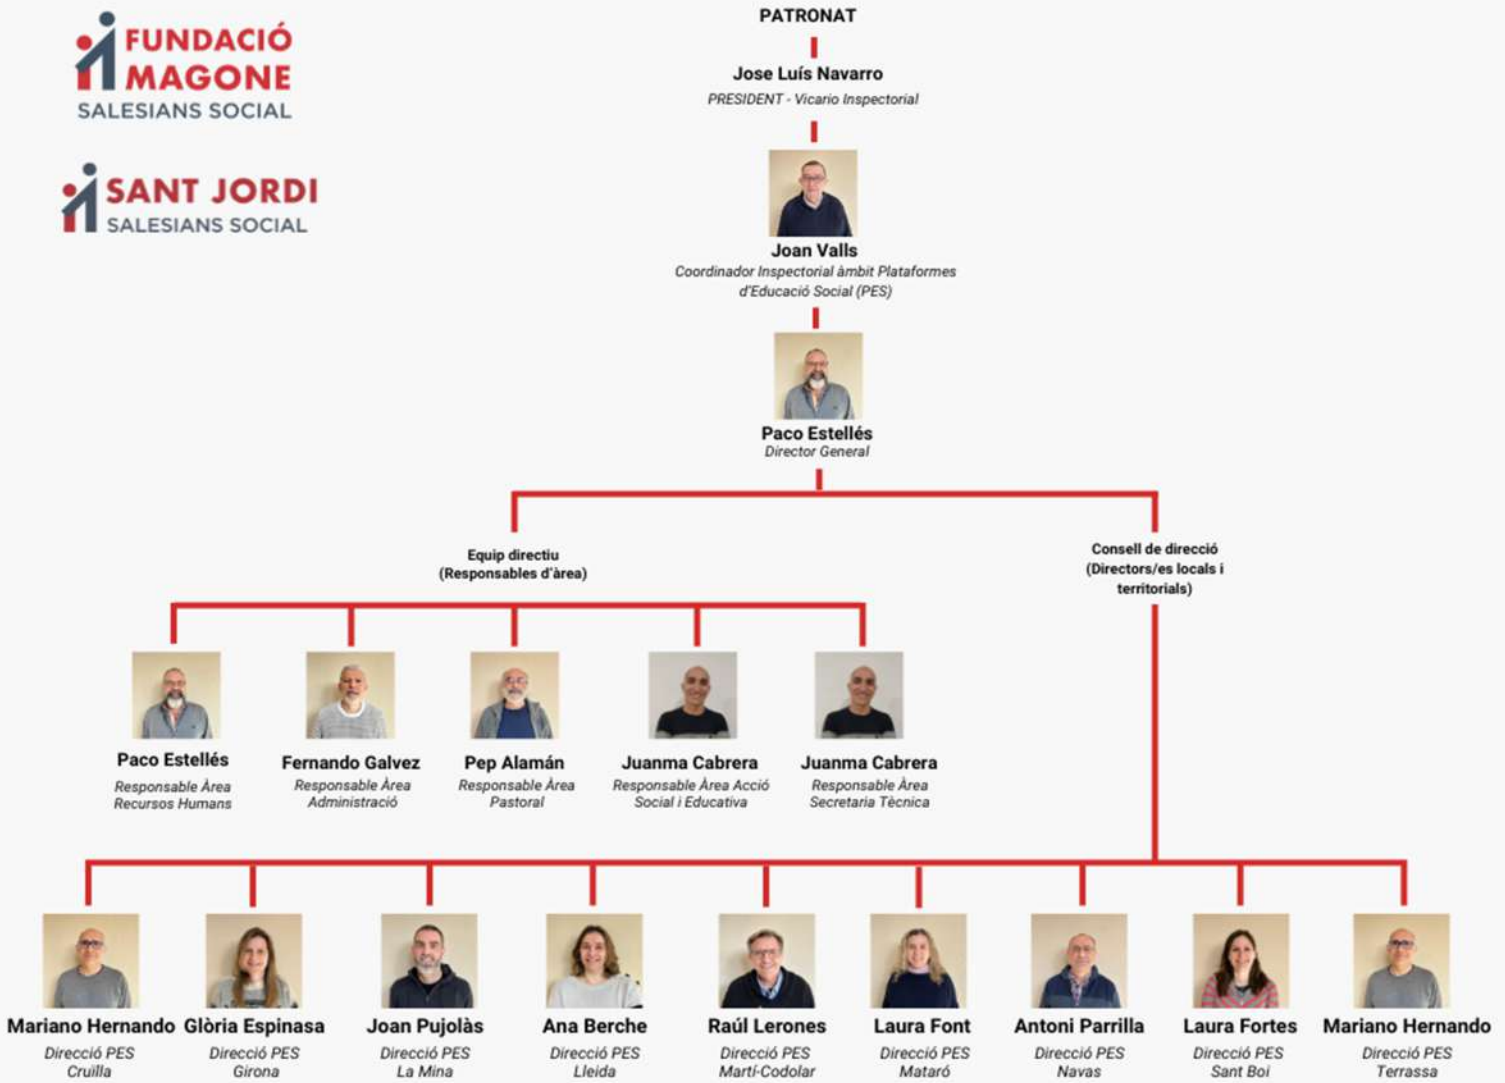 FUNDACIÓ
MAGONE
SALESIANS SOCIAL
SANT JORDI
SALESIANS SOCIAL
PATRONAT
Jose Luís Navarro
PRESIDENT - Vicario Inspectorial
Joan Valls
Coordinador Inspectorial àmbit Plataformes
d'Educació Social (PES)
Paco Estellés
Director General
Equip directiu
(Responsables d'àrea)
Consell de direcció
(Directors/es locals i
territorials)
Paco Estellés
Responsable Àrea
Recursos Humans
Fernando Galvez
Responsable Àrea
Administració
Pep Alamán
Responsable Àrea
Pastoral
Juanma Cabrera
Responsable Àrea Acció
Social i Educativa
Juanma Cabrera
Responsable Àrea
Secretaria Tècnica
Mariano Hernando
Direcció PES
Cruïlla
Glòria Espinasa
Direcció PES
Girona
Joan Pujolàs
Direcció PES
La Mina
Ana Berche
Direcció PES
Lleida
Raúl Lerones
Direcció PES
Martí-Codolar
Laura Font
Direcció PES
Mataró
Antoni Parrilla
Direcció PES
Navas
Laura Fortes
Direcció PES
Sant Boi
Mariano Hernando
Direcció PES
Terrassa